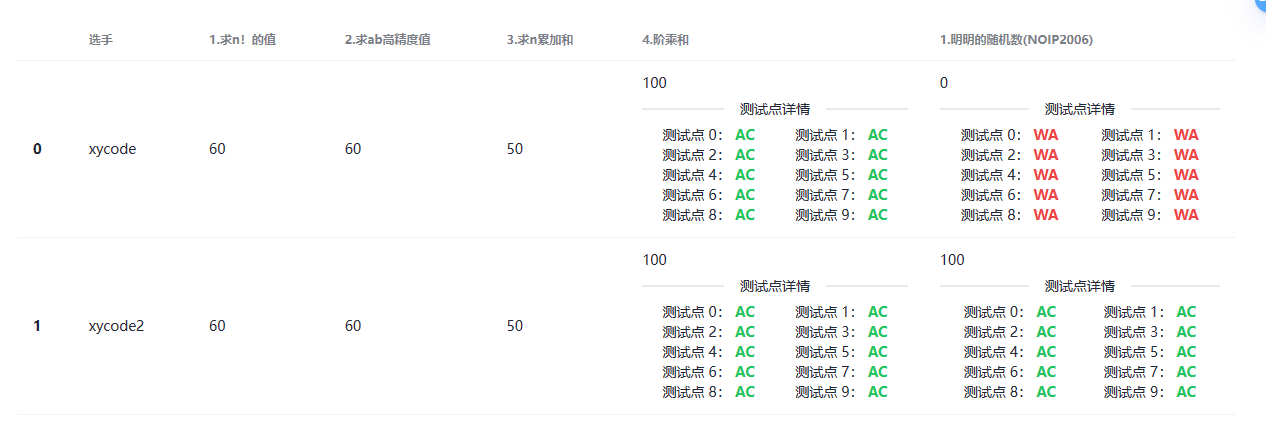 选手 1.求n！的值 2.求ab高精度值 3.求n累加和 4.阶乘和 1.明明的随机数(NOIP2006)
0 xycode 60 60 50 100 0
测试点详情 测试点详情
测试点 0： AC 测试点 1： AC 测试点 0： WA 测试点 1： WA
测试点 2： AC 测试点 3： AC 测试点 2： WA 测试点 3： WA
测试点 4： AC 测试点 5： AC 测试点 4： WA 测试点 5： WA
测试点 6： AC 测试点 7： AC 测试点 6： WA 测试点 7： WA
测试点 8： AC 测试点 9： AC 测试点 8： WA 测试点 9： WA
1 xycode2 60 60 50 100 100
测试点详情 测试点详情
测试点 0： AC 测试点 1： AC 测试点 0： AC 测试点 1： AC
测试点 2： AC 测试点 3： AC 测试点 2： AC 测试点 3： AC
测试点 4： AC 测试点 5： AC 测试点 4： AC 测试点 5： AC
测试点 6： AC 测试点 7： AC 测试点 6： AC 测试点 7： AC
测试点 8： AC 测试点 9： AC 测试点 8： AC 测试点 9： AC